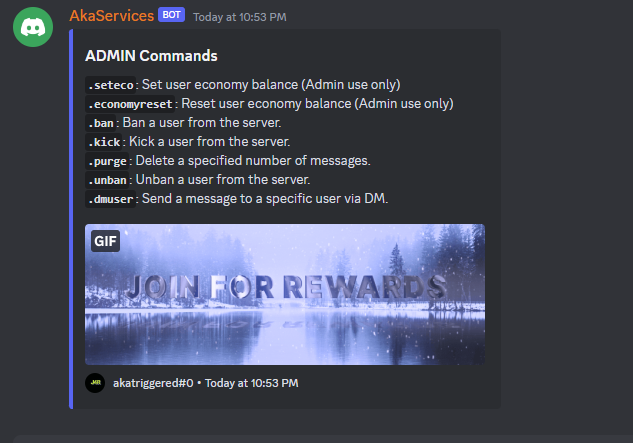 AkaServices BOT Today at 10:53 PM
ADMIN Commands
.seteco: Set user economy balance (Admin use only)
.economyreset: Reset user economy balance (Admin use only)
.ban: Ban a user from the server.
.kick: Kick a user from the server.
.purge: Delete a specified number of messages.
.unban: Unban a user from the server.
.dmuser: Send a message to a specific user via DM.
GIF
JOIN FOR REWARDS
akatriggered#0 • Today at 10:53 PM